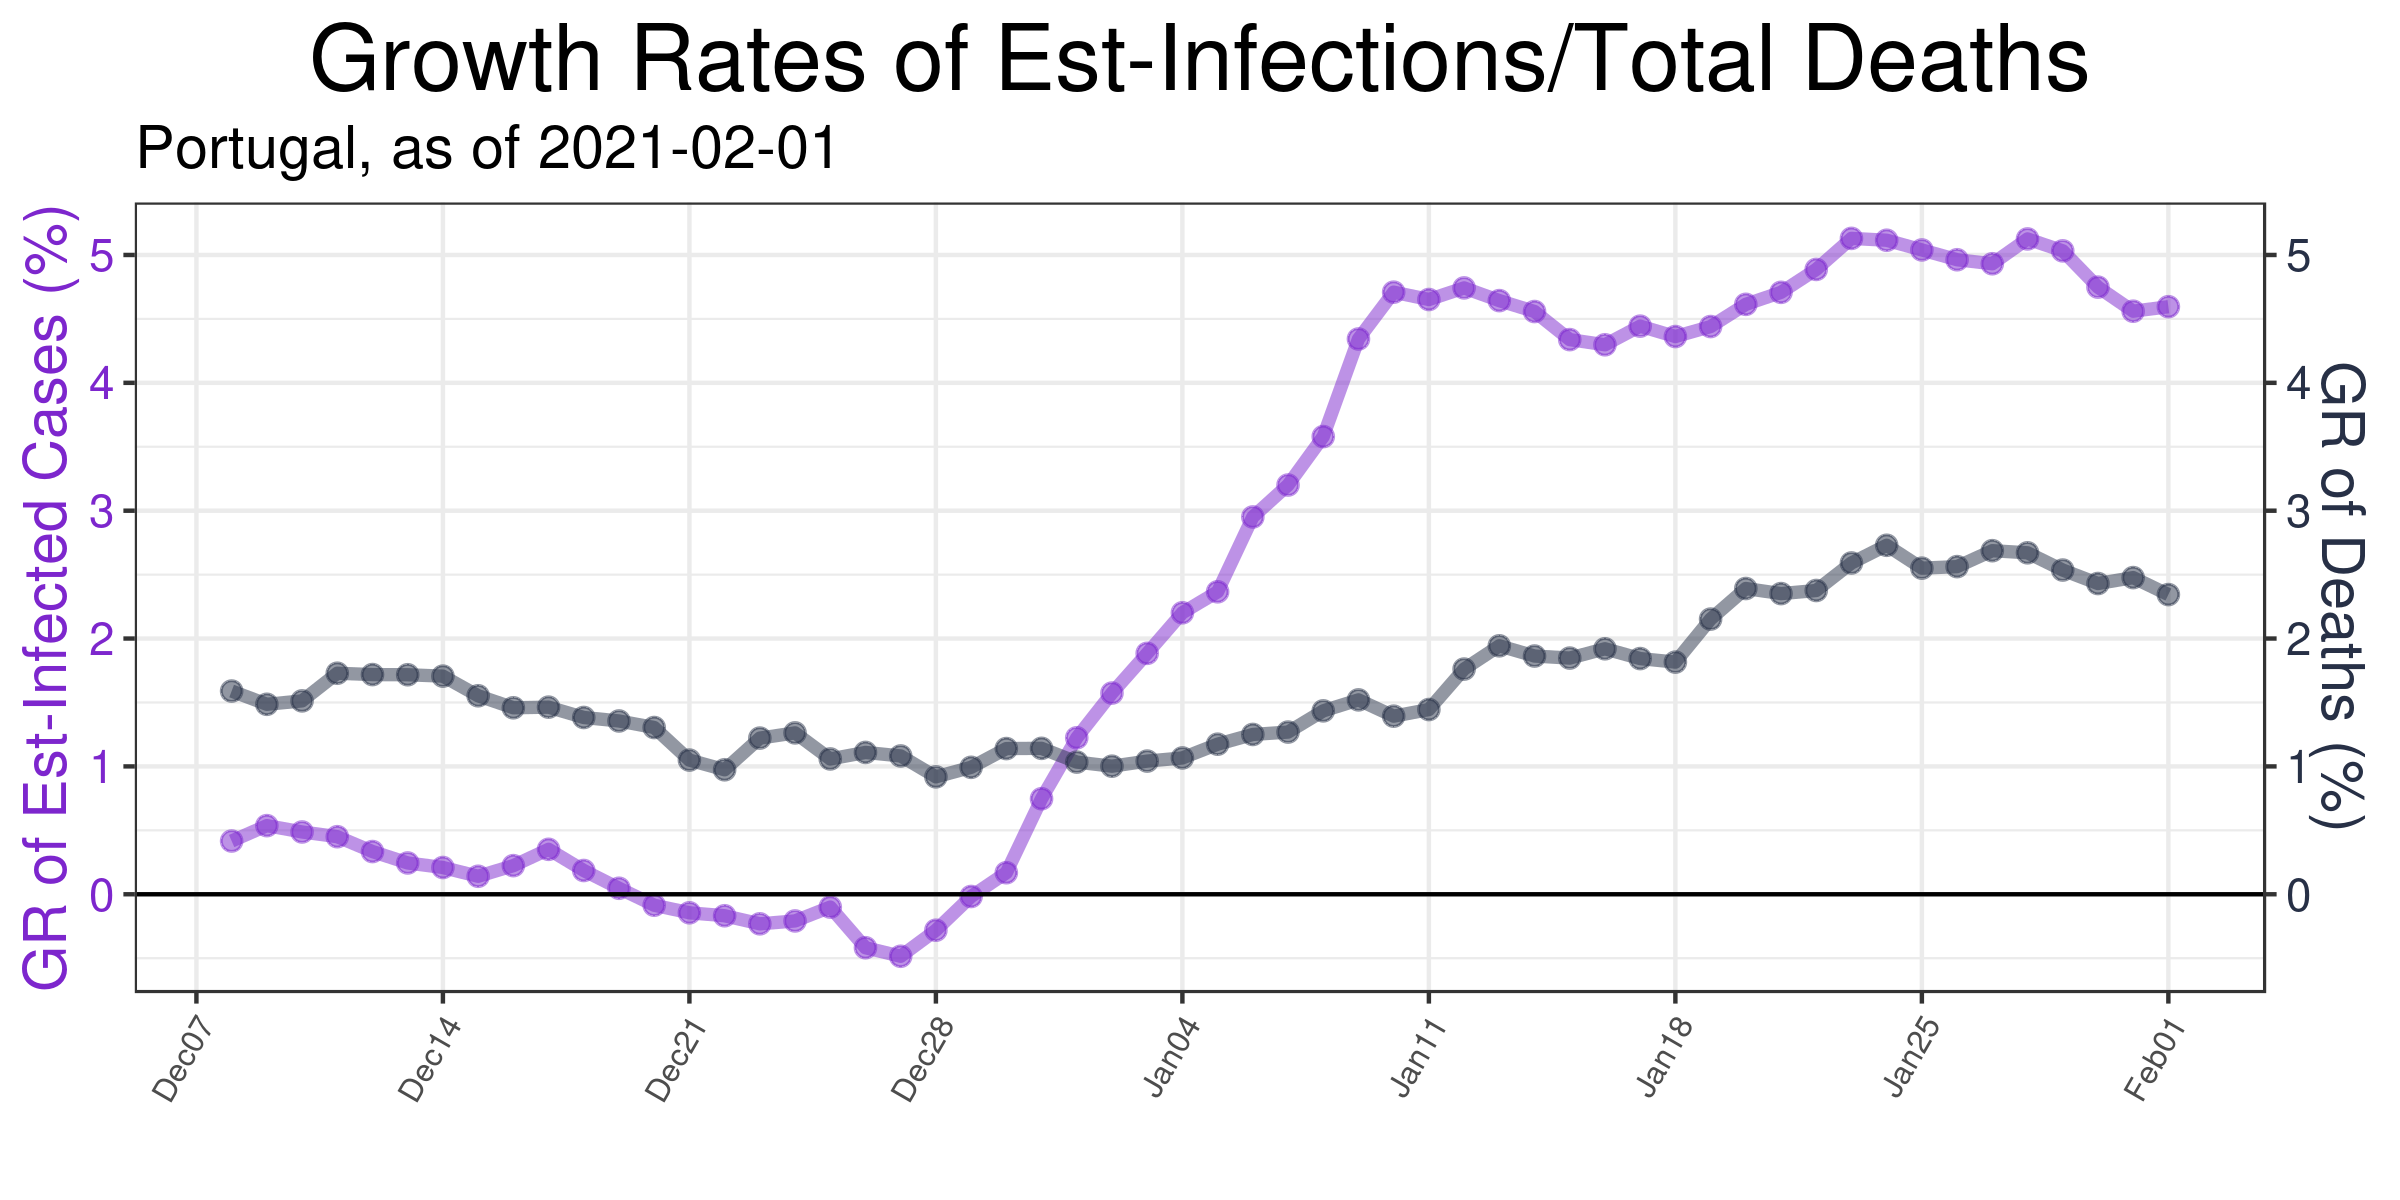 Growth Rates of Est-Infections/Total Deaths
Portugal, as of 2021-02-01
GR of Est-Infected Cases (%)
5
4
3
2
1
0
5
4
3
2
1
0
GR of Deaths (%)
Dec07
Dec14
Dec21
Dec28
Jan04
Jan11
Jan18
Jan25
Feb01